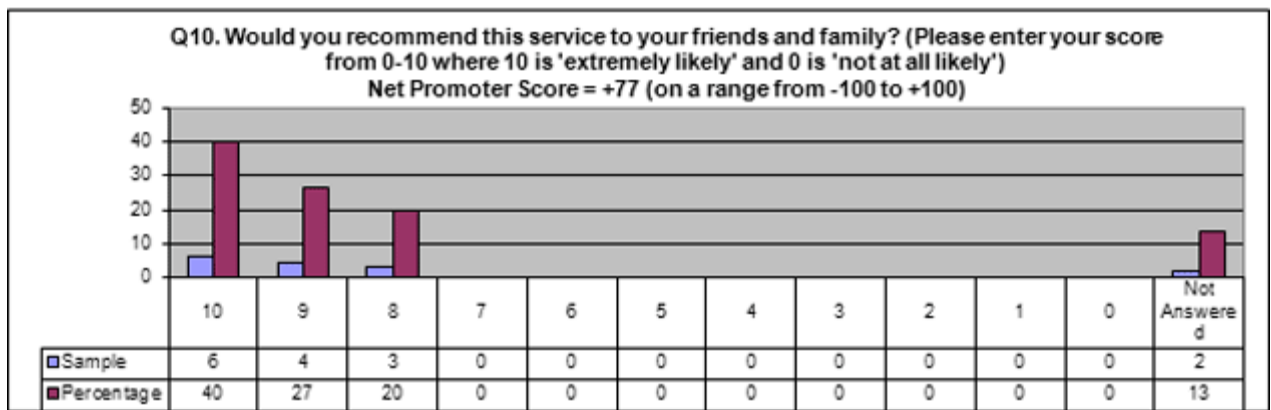 Q10. Would you recommend this service to your friends and family? (Please enter your score
from 0-10 where 10 is 'extremely likely' and 0 is 'not at all likely')
Net Promoter Score = +77 (on a range from -100 to +100)
50
40
30
20
10
0
10 9 8 7 6 5 4 3 2 1 0 Not
Answere
d
Sample 6 4 3 0 0 0 0 0 0 0 0 2
Percentage 40 27 20 0 0 0 0 0 0 0 0 13